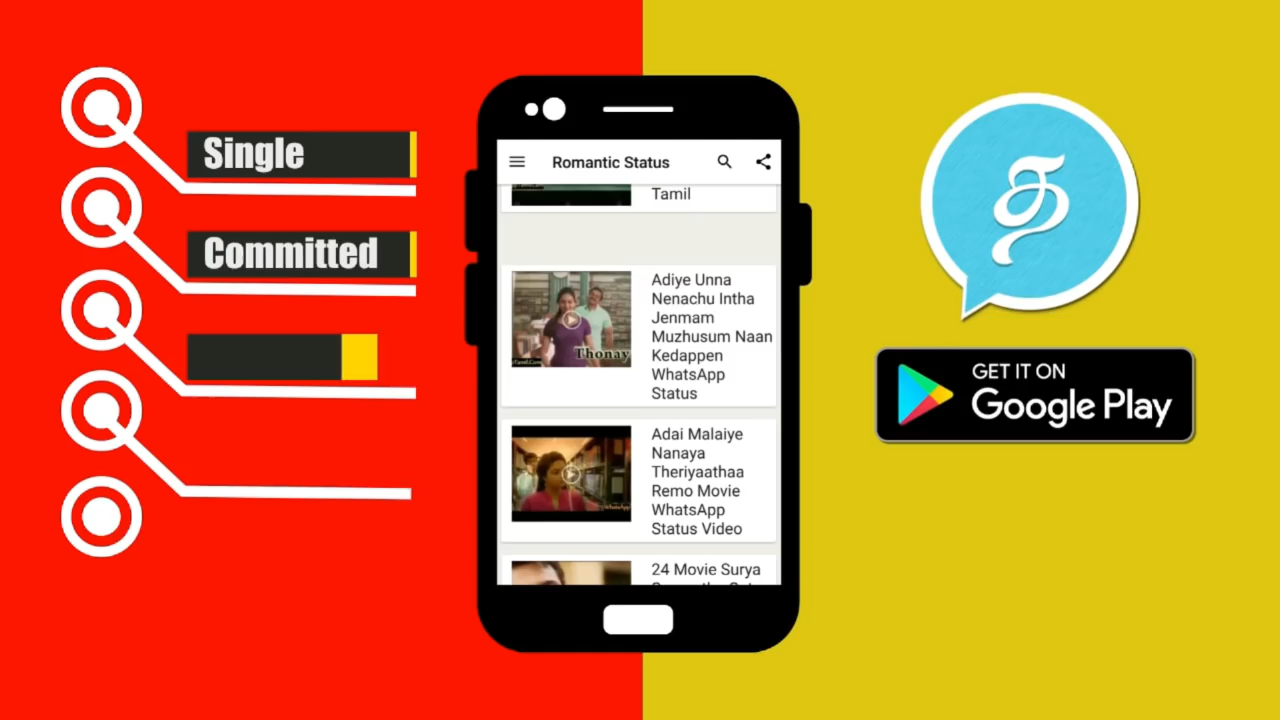 Single
Committed
Romantic Status
Tamil
Adiye Unna
Nenachu Intha
Jenmam
Muzhusum Naan
Kedappen
WhatsApp
Status
Thonay
Adai Malaiye
Nanaya
Theriyaathaa
Remo Movie
WhatsApp
Status Video
24 Movie Surya
த
GET IT ON
Google Play